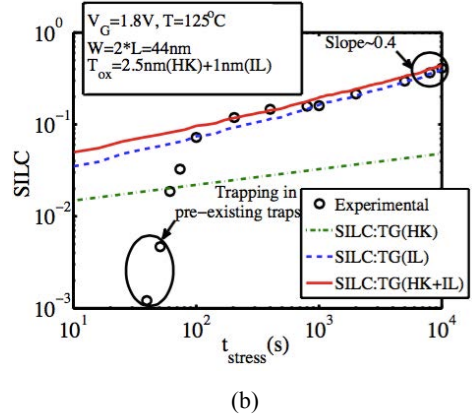 V_G=1.8V, T=125°C
W=2*L=44nm
T_ox=2.5nm(HK)+1nm(IL)
Slope~0.4
10^0
10^-1
10^-2
10^-3
SILC
Trapping in
pre-existing traps
Experimental
SILC:TG(HK)
SILC:TG(IL)
SILC:TG(HK+IL)
10^1
10^2
10^3
10^4
t_stress(s)
(b)